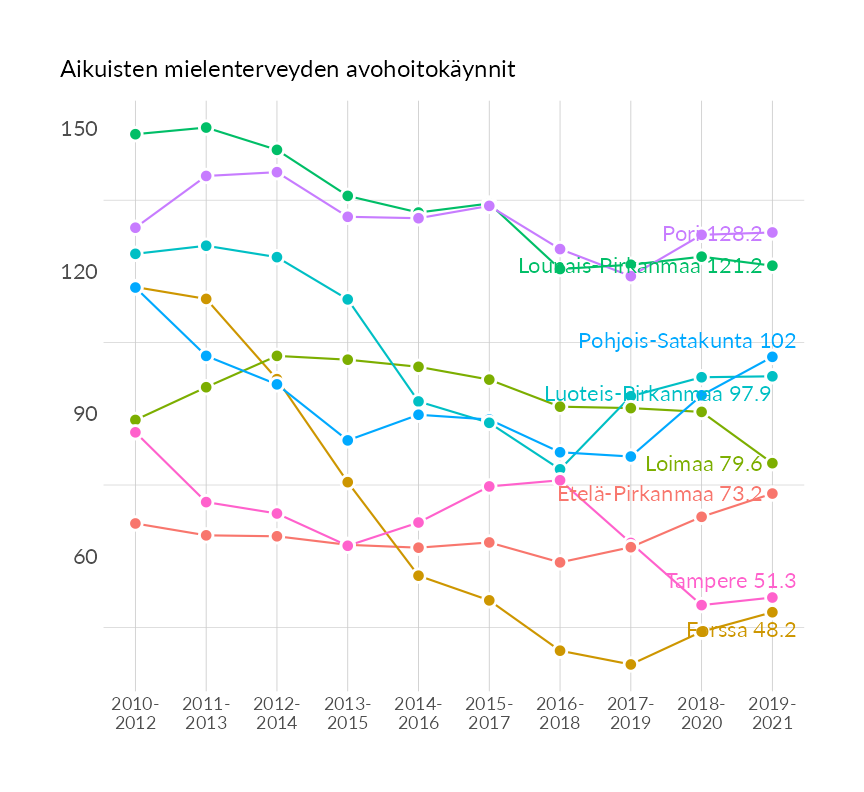 Aikuisten mielenterveyden avohoitokäynnit
150
120
90
60
Pori 128.2
Lounais-Pirkanmaa 121.2
Pohjois-Satakunta 102
Luoteis-Pirkanmaa 97.9
Loimaa 79.6
Etelä-Pirkanmaa 73.2
Tampere 51.3
Forssa 48.2
2010-
2012
2011-
2013
2012-
2014
2013-
2015
2014-
2016
2015-
2017
2016-
2018
2017-
2019
2018-
2020
2019-
2021